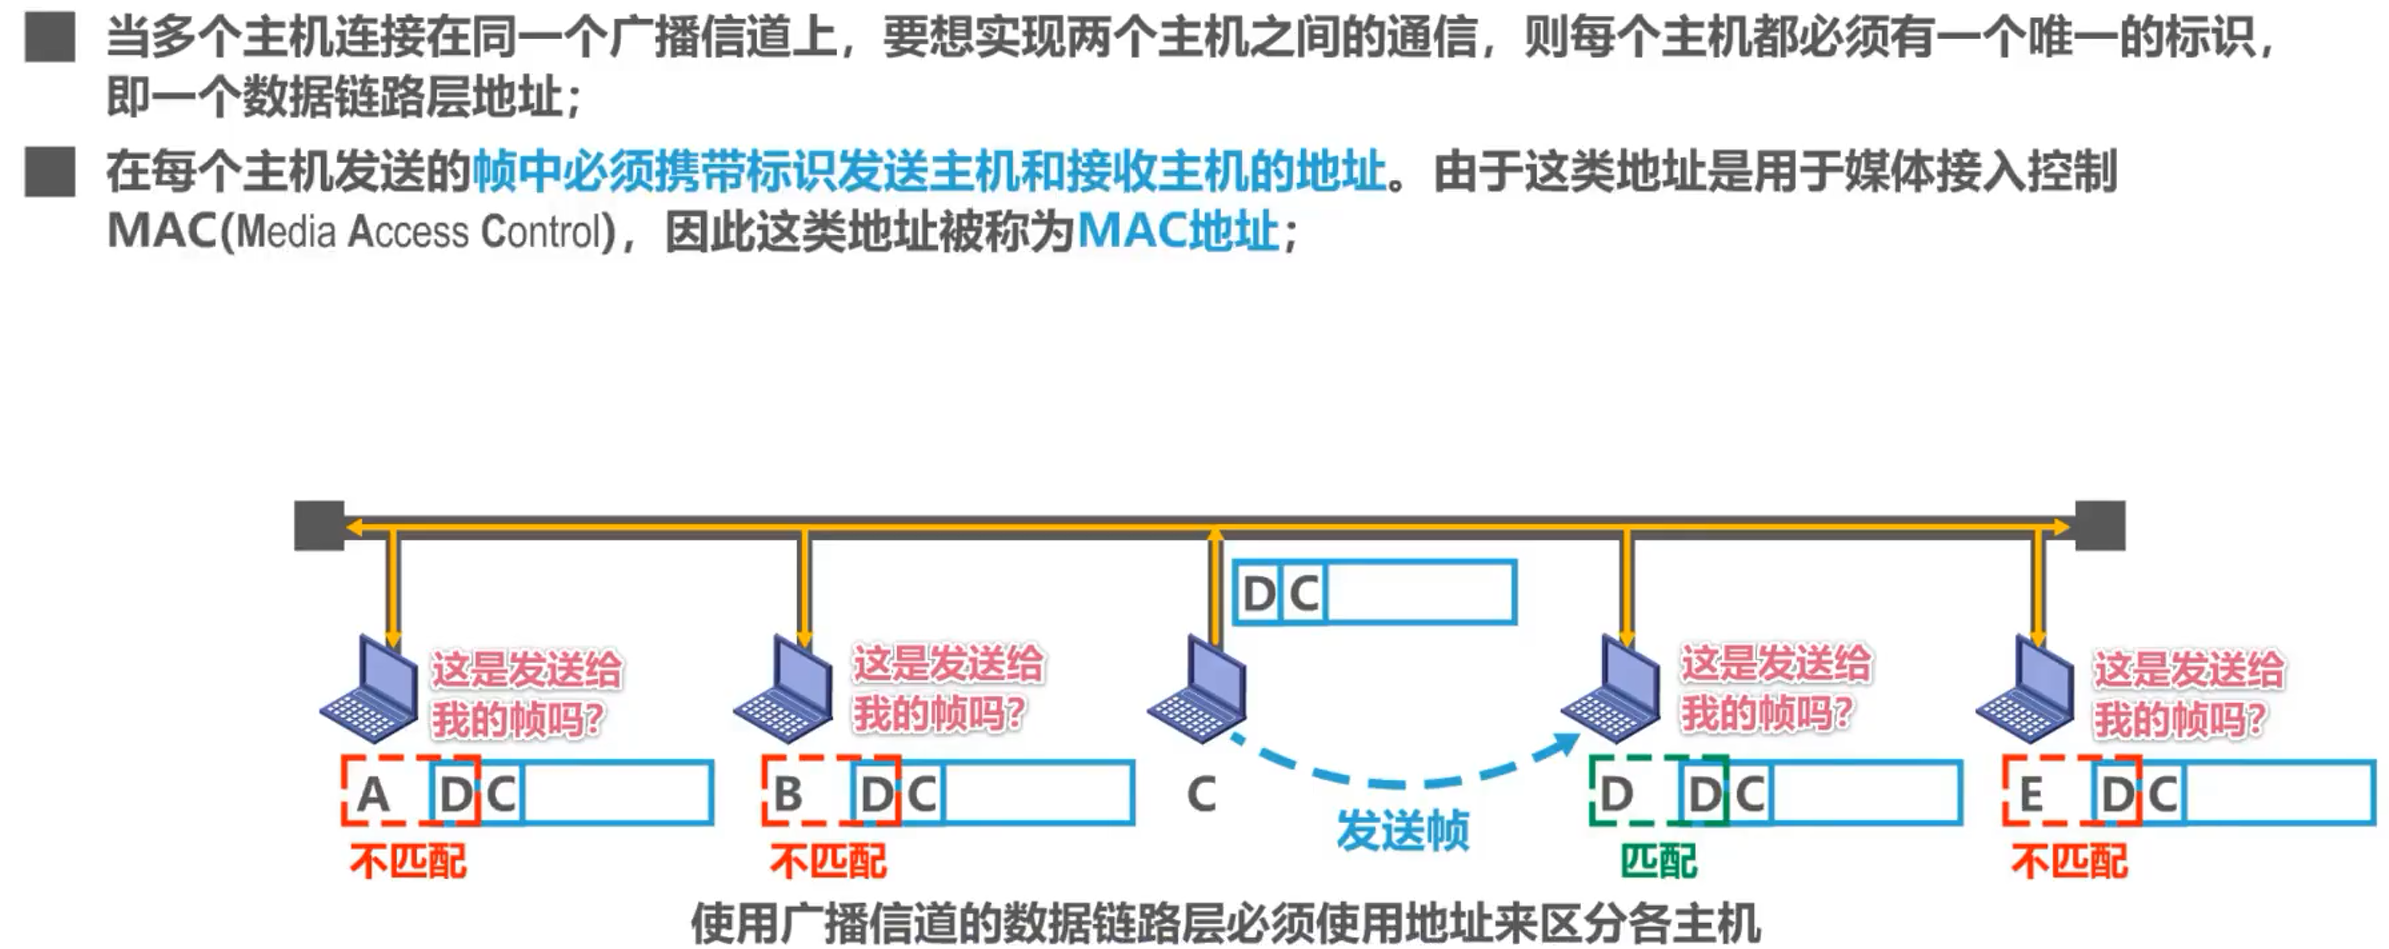 当多个主机连接在同一个广播信道上，要想实现两个主机之间的通信，则每个主机都必须有一个唯一的标识，
即一个数据链路层地址；
在每个主机发送的帧中必须携带标识发送主机和接收主机的地址。由于这类地址是用于媒体接入控制
MAC(Media Access Control)，因此这类地址被称为MAC地址；
D C
这是发送给
我的帧吗？
这是发送给
我的帧吗？
这是发送给
我的帧吗？
这是发送给
我的帧吗？
A D C
B D C
C
D D C
E D C
发送帧
不匹配
不匹配
匹配
不匹配
使用广播信道的数据链路层必须使用地址来区分各主机